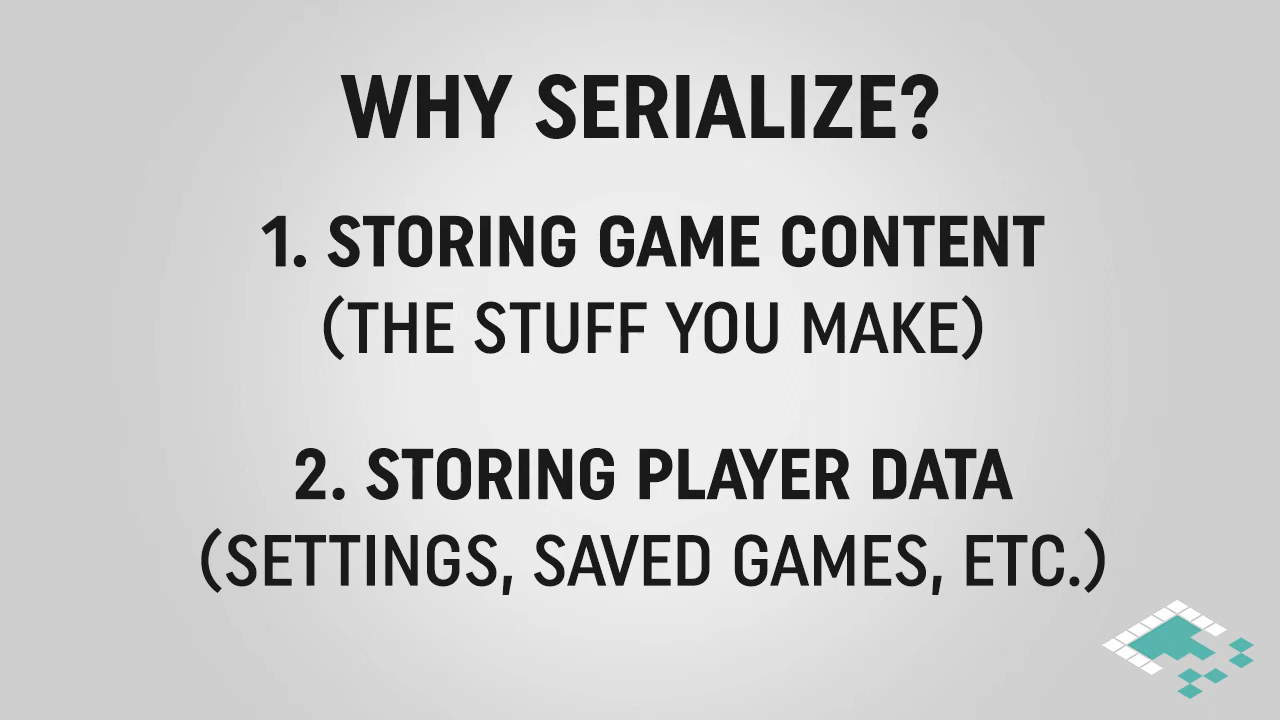 WHY SERIALIZE?
1. STORING GAME CONTENT
(THE STUFF YOU MAKE)
2. STORING PLAYER DATA
(SETTINGS, SAVED GAMES, ETC.)